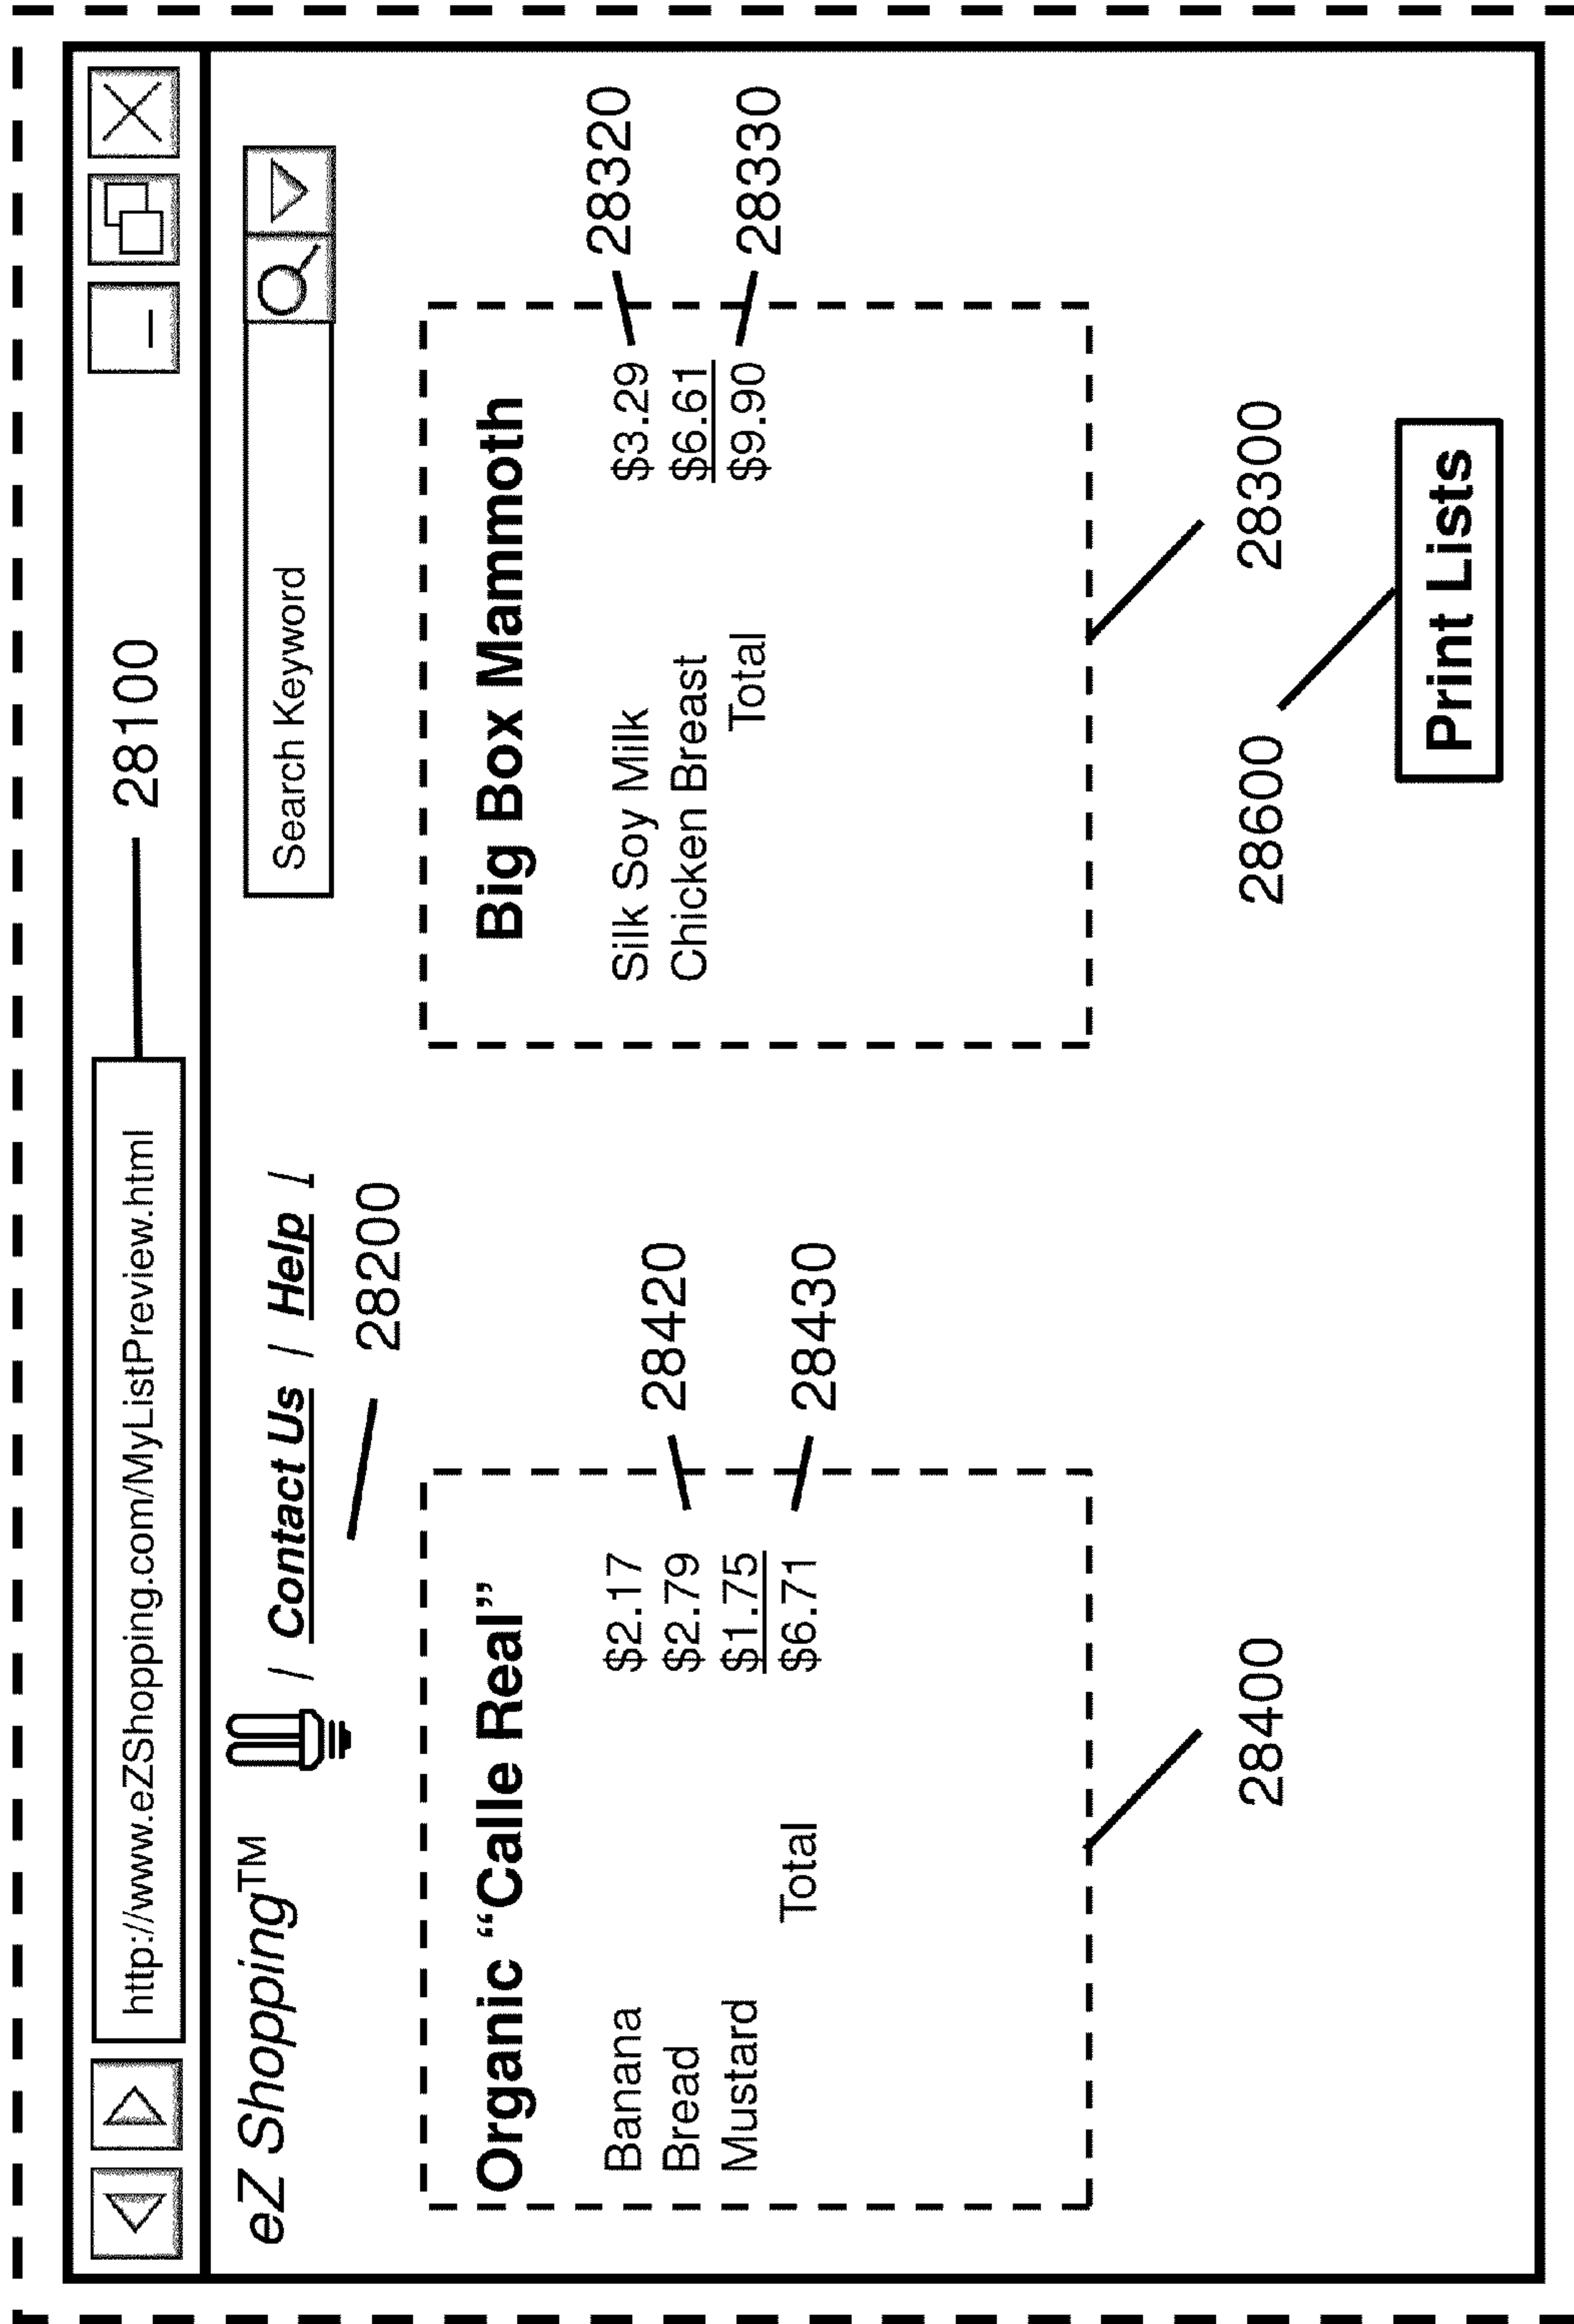 http://www.eZShopping.com/MyListPreview.html
28100
eZ Shopping™ / Contact Us / Help /
Search Keyword
28200
Organic “Calle Real”
Banana $2.17
Bread $2.79
Mustard $1.75
Total $6.71
28420
28430
28400
Big Box Mammoth
Silk Soy Milk $3.29
Chicken Breast $6.61
Total $9.90
28320
28330
28300
28600
Print Lists